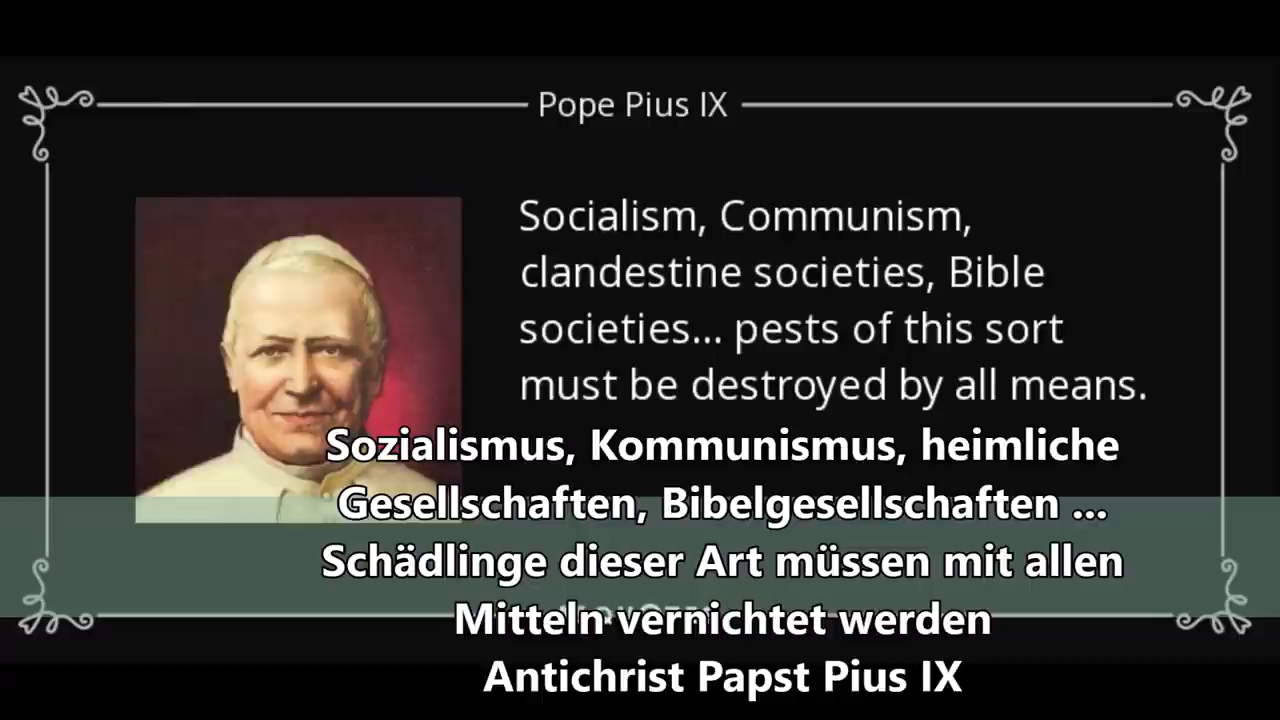 Pope Pius IX
Socialism, Communism,
clandestine societies, Bible
societies... pests of this sort
must be destroyed by all means.
Sozialismus, Kommunismus, heimliche
Gesellschaften, Bibelgesellschaften ...
Schädlinge dieser Art müssen mit allen
Mitteln vernichtet werden
Antichrist Papst Pius IX